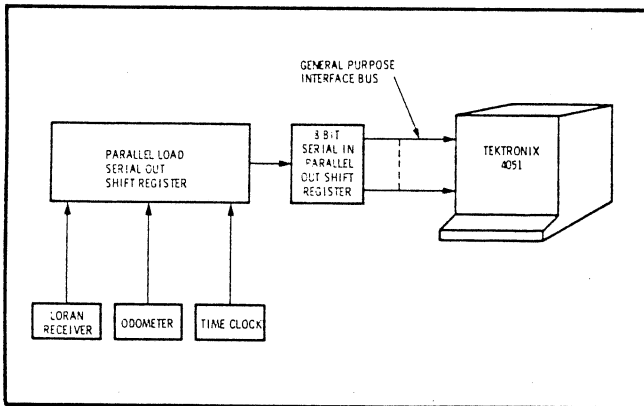 GENERAL PURPOSE
INTERFACE BUS
PARALLEL LOAD
SERIAL OUT
SHIFT REGISTER
8 BIT
SERIAL IN
PARALLEL
OUT SHIFT
REGISTER
TEKTRONIX
4051
LORAN
RECEIVER
ODOMETER
TIME CLOCK